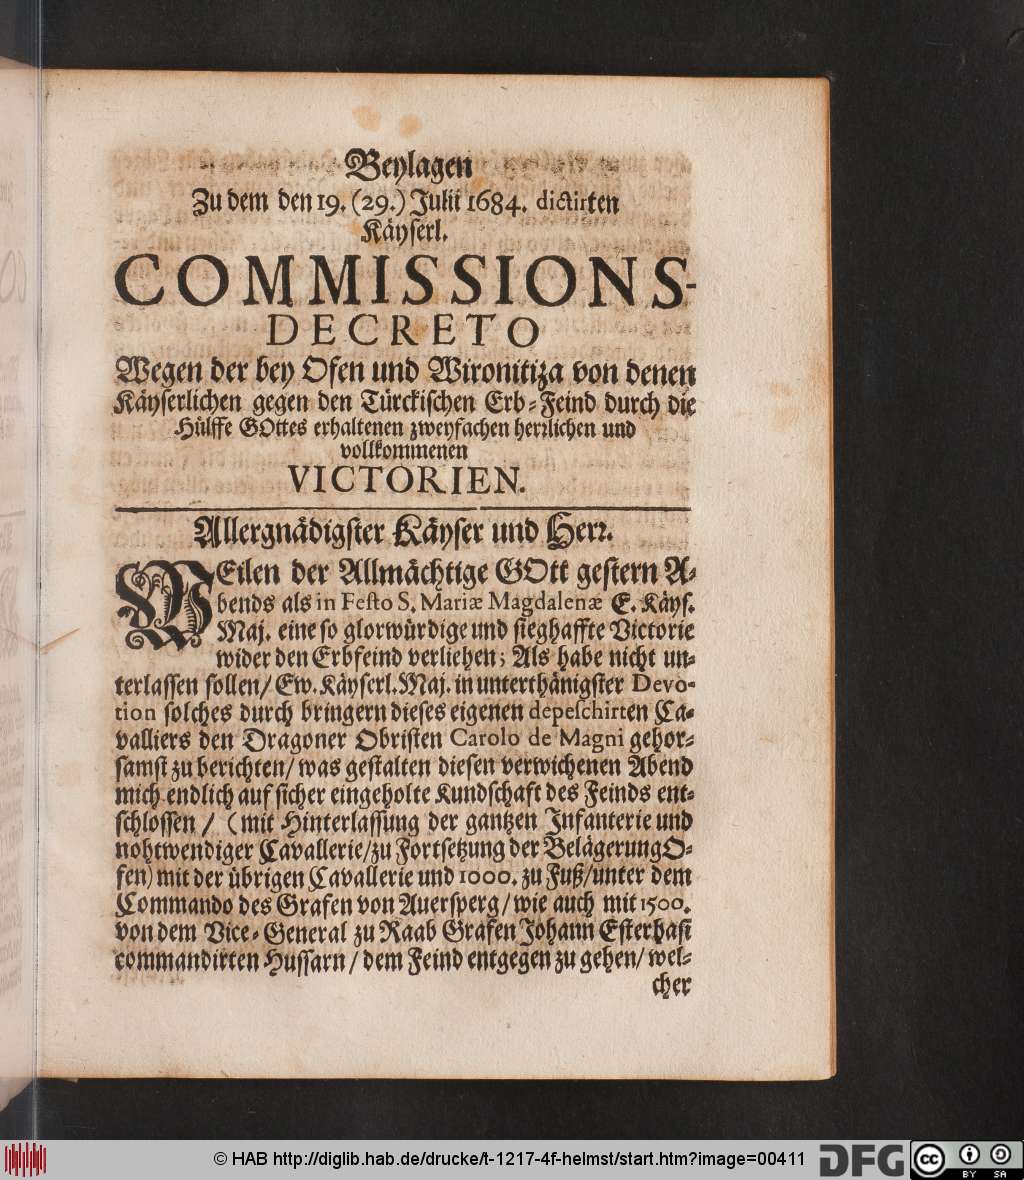 Beylagen
Zu dem den 19. (29.) Julii 1684. dictirten
Käyserl.
COMMISSIONS-
DECRETO
Wegen der bey Ofen und Wironitiza von denen
Käyserlichen gegen den Türckischen Erb-Feind durch die
Hülffe GOttes erhaltenen zweyfachen herrlichen und
vollkommenen
VICTORIEN.
Allergnädigster Käyser und Herr.
WEilen der Allmächtige GOtt gestern A-
bends als in Festo S. Mariæ Magdalenæ E. Käys.
Maj. eine so glorwürdige und sieghaffte Victorie
wider den Erbfeind verliehen; Als habe nicht un-
terlassen sollen/ Ew. Käyserl. Maj. in unterthänigster Devo-
tion solches durch bringern dieses eigenen depeschirten Ca-
valliers den Dragoner Obristen Carolo de Magni gehor-
samst zu berichten/ was gestalten diesen verwichenen Abend
mich endlich auf sicher eingeholte Kundschaft des Feinds ent-
schlossen / (mit Hinterlassung der gantzen Infanterie und
nohtwendiger Cavallerie/ zu Fortsetzung der Belägerung O-
fen) mit der übrigen Cavallerie und 1000. zu Fuß/ unter dem
Commando des Grafen von Auersperg/ wie auch mit 1500.
von dem Vice-General zu Raab Grafen Johann Esterhasi
commandirten Hussarn / dem Feind entgegen zu gehen/ wel-
cher
© HAB http://diglib.hab.de/drucke/t-1217-4f-helmst/start.htm?image=00411
DFG
cc
BY SA